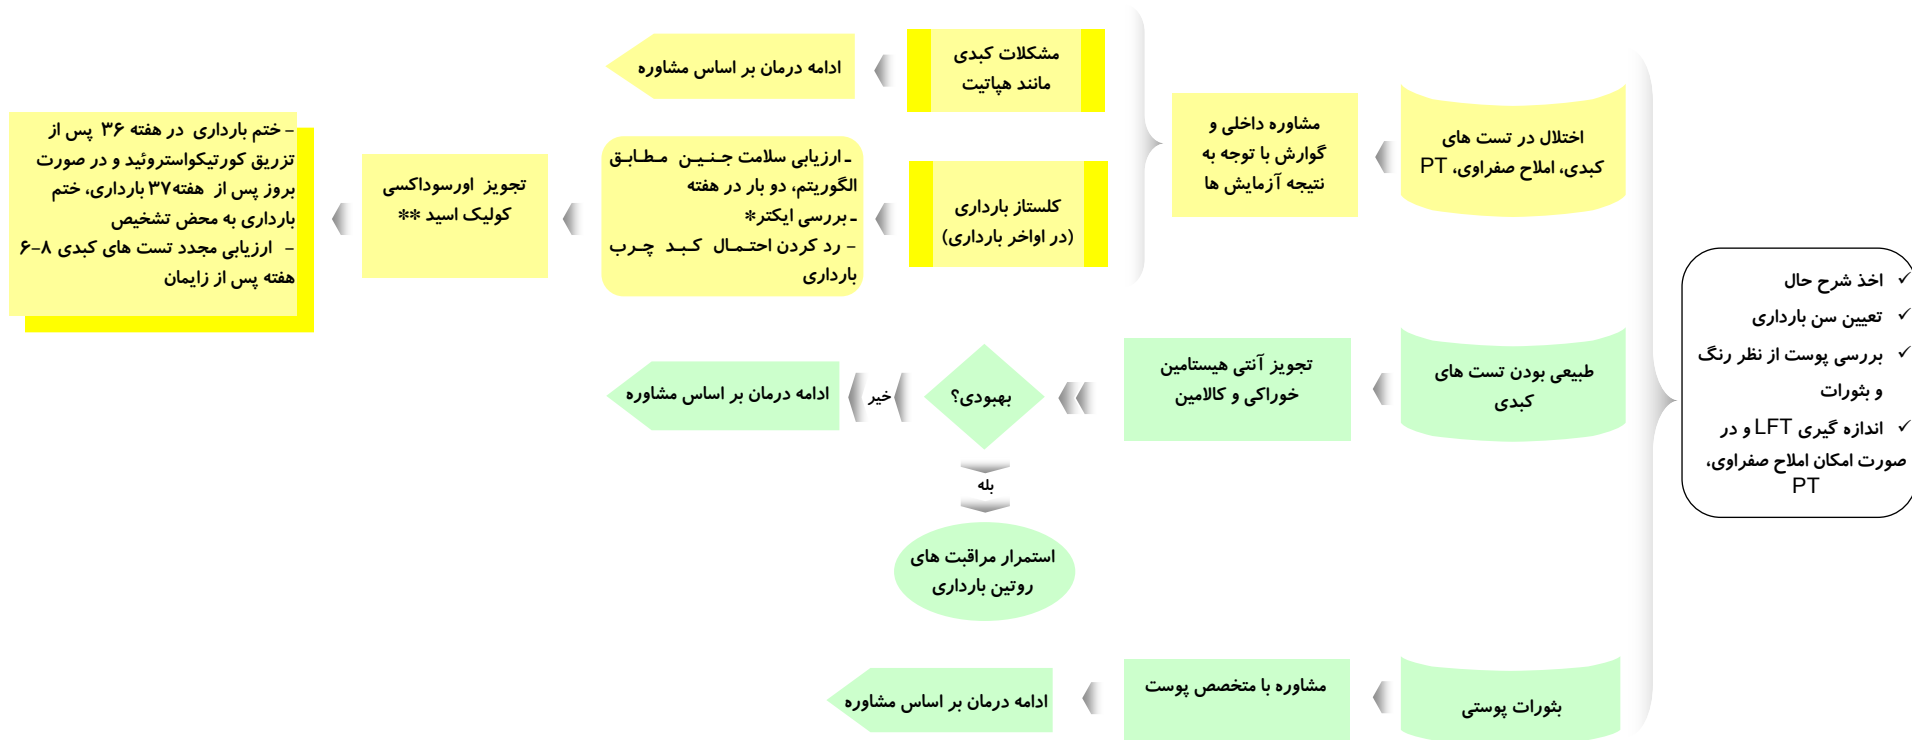 ✓ اخذ شرح حال
✓ تعیین سن بارداری
✓ بررسی پوست از نظر رنگ
و بثورات
✓ اندازه گیری LFT و در
صورت امکان املاح صفراوی،
PT
اختلال در تست های
کبدی، املاح صفراوی، PT
مشاوره داخلی و
گوارش با توجه به
نتیجه آزمایش ها
مشکلات کبدی
مانند هپاتیت
ادامه درمان بر اساس مشاوره
کلستاز بارداری
(در اواخر بارداری)
- ارزیابی سلامت جنین مطابق
الگوریتم، دو بار در هفته
- بررسی ایکتر*
- رد کردن احتمال کبد چرب
بارداری
تجویز اورسوداکسی
کولیک اسید **
- ختم بارداری در هفته ۳۶ پس از
تزریق کورتیکواستروئید و در صورت
بروز پس از هفته۳۷ بارداری، ختم
بارداری به محض تشخیص
- ارزیابی مجدد تست های کبدی ۸-۶
هفته پس از زایمان
طبیعی بودن تست های
کبدی
تجویز آنتی هیستامین
خوراکی و کالامین
بهبودی؟
خیر
ادامه درمان بر اساس مشاوره
بله
استمرار مراقبت های
روتین بارداری
بثورات پوستی
مشاوره با متخصص پوست
ادامه درمان بر اساس مشاوره